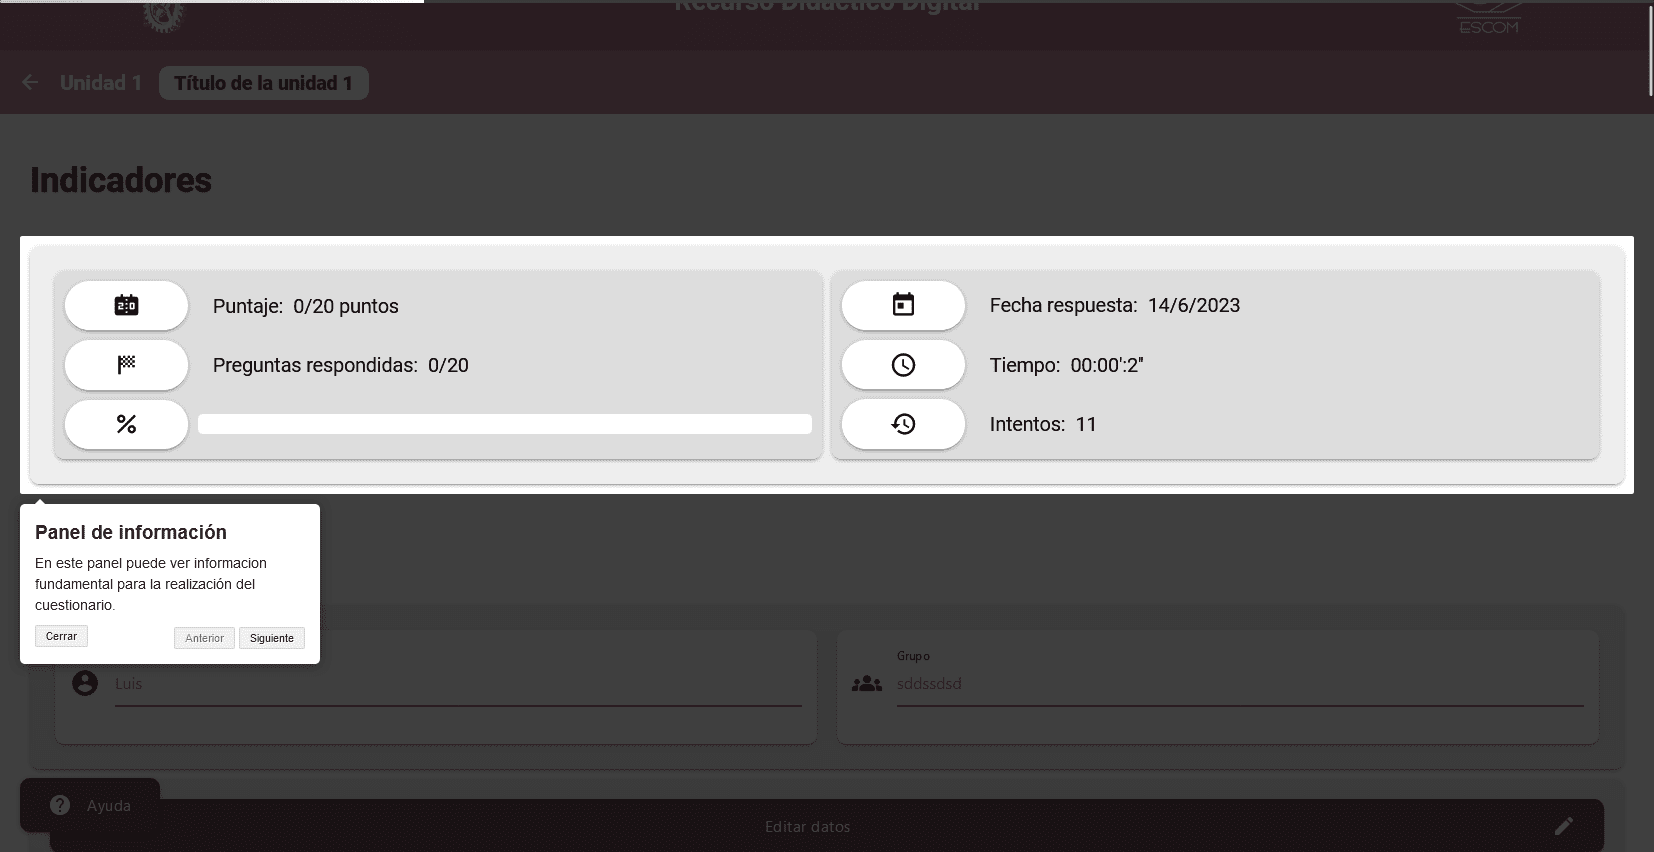 Recurso Didáctico Digital
ESCOM
Unidad 1 Título de la unidad 1
Indicadores
2:0 Puntaje: 0/20 puntos
Preguntas respondidas: 0/20
%
Fecha respuesta: 14/6/2023
Tiempo: 00:00':2"
Intentos: 11
Panel de información
En este panel puede ver informacion
fundamental para la realización del
cuestionario.
Cerrar Anterior Siguiente
Luis
Grupo
sddssdsd
? Ayuda
Editar datos